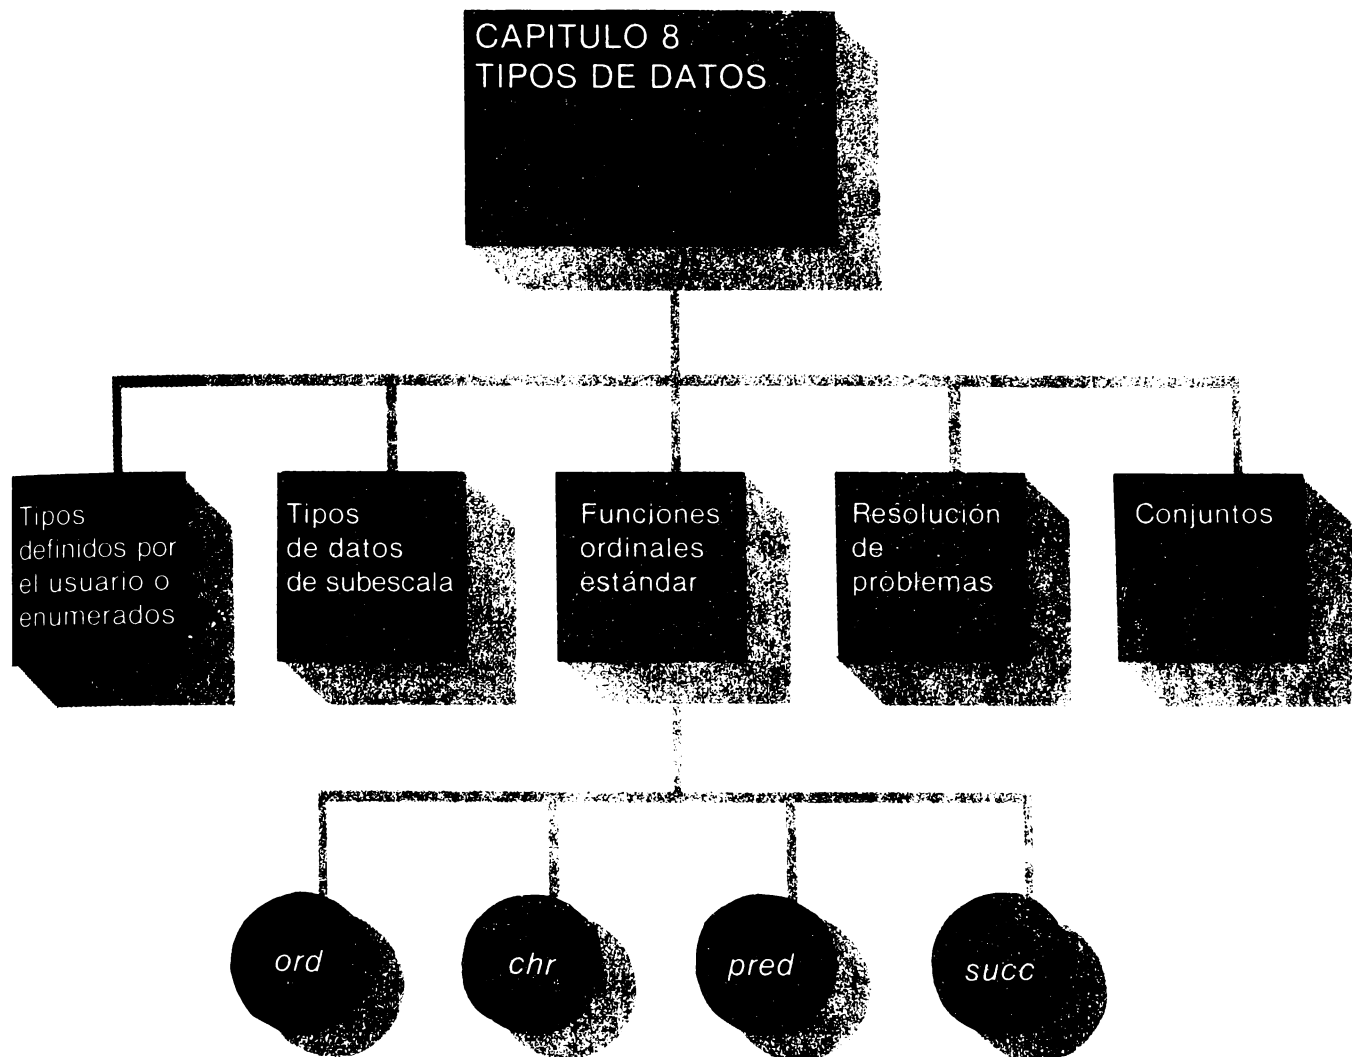 CAPITULO 8
TIPOS DE DATOS
Tipos
definidos por
el usuario o
enumerados
Tipos
de datos
de subescala
Funciones
ordinales
estándar
Resolución
de
problemas
Conjuntos
ord
chr
pred
succ